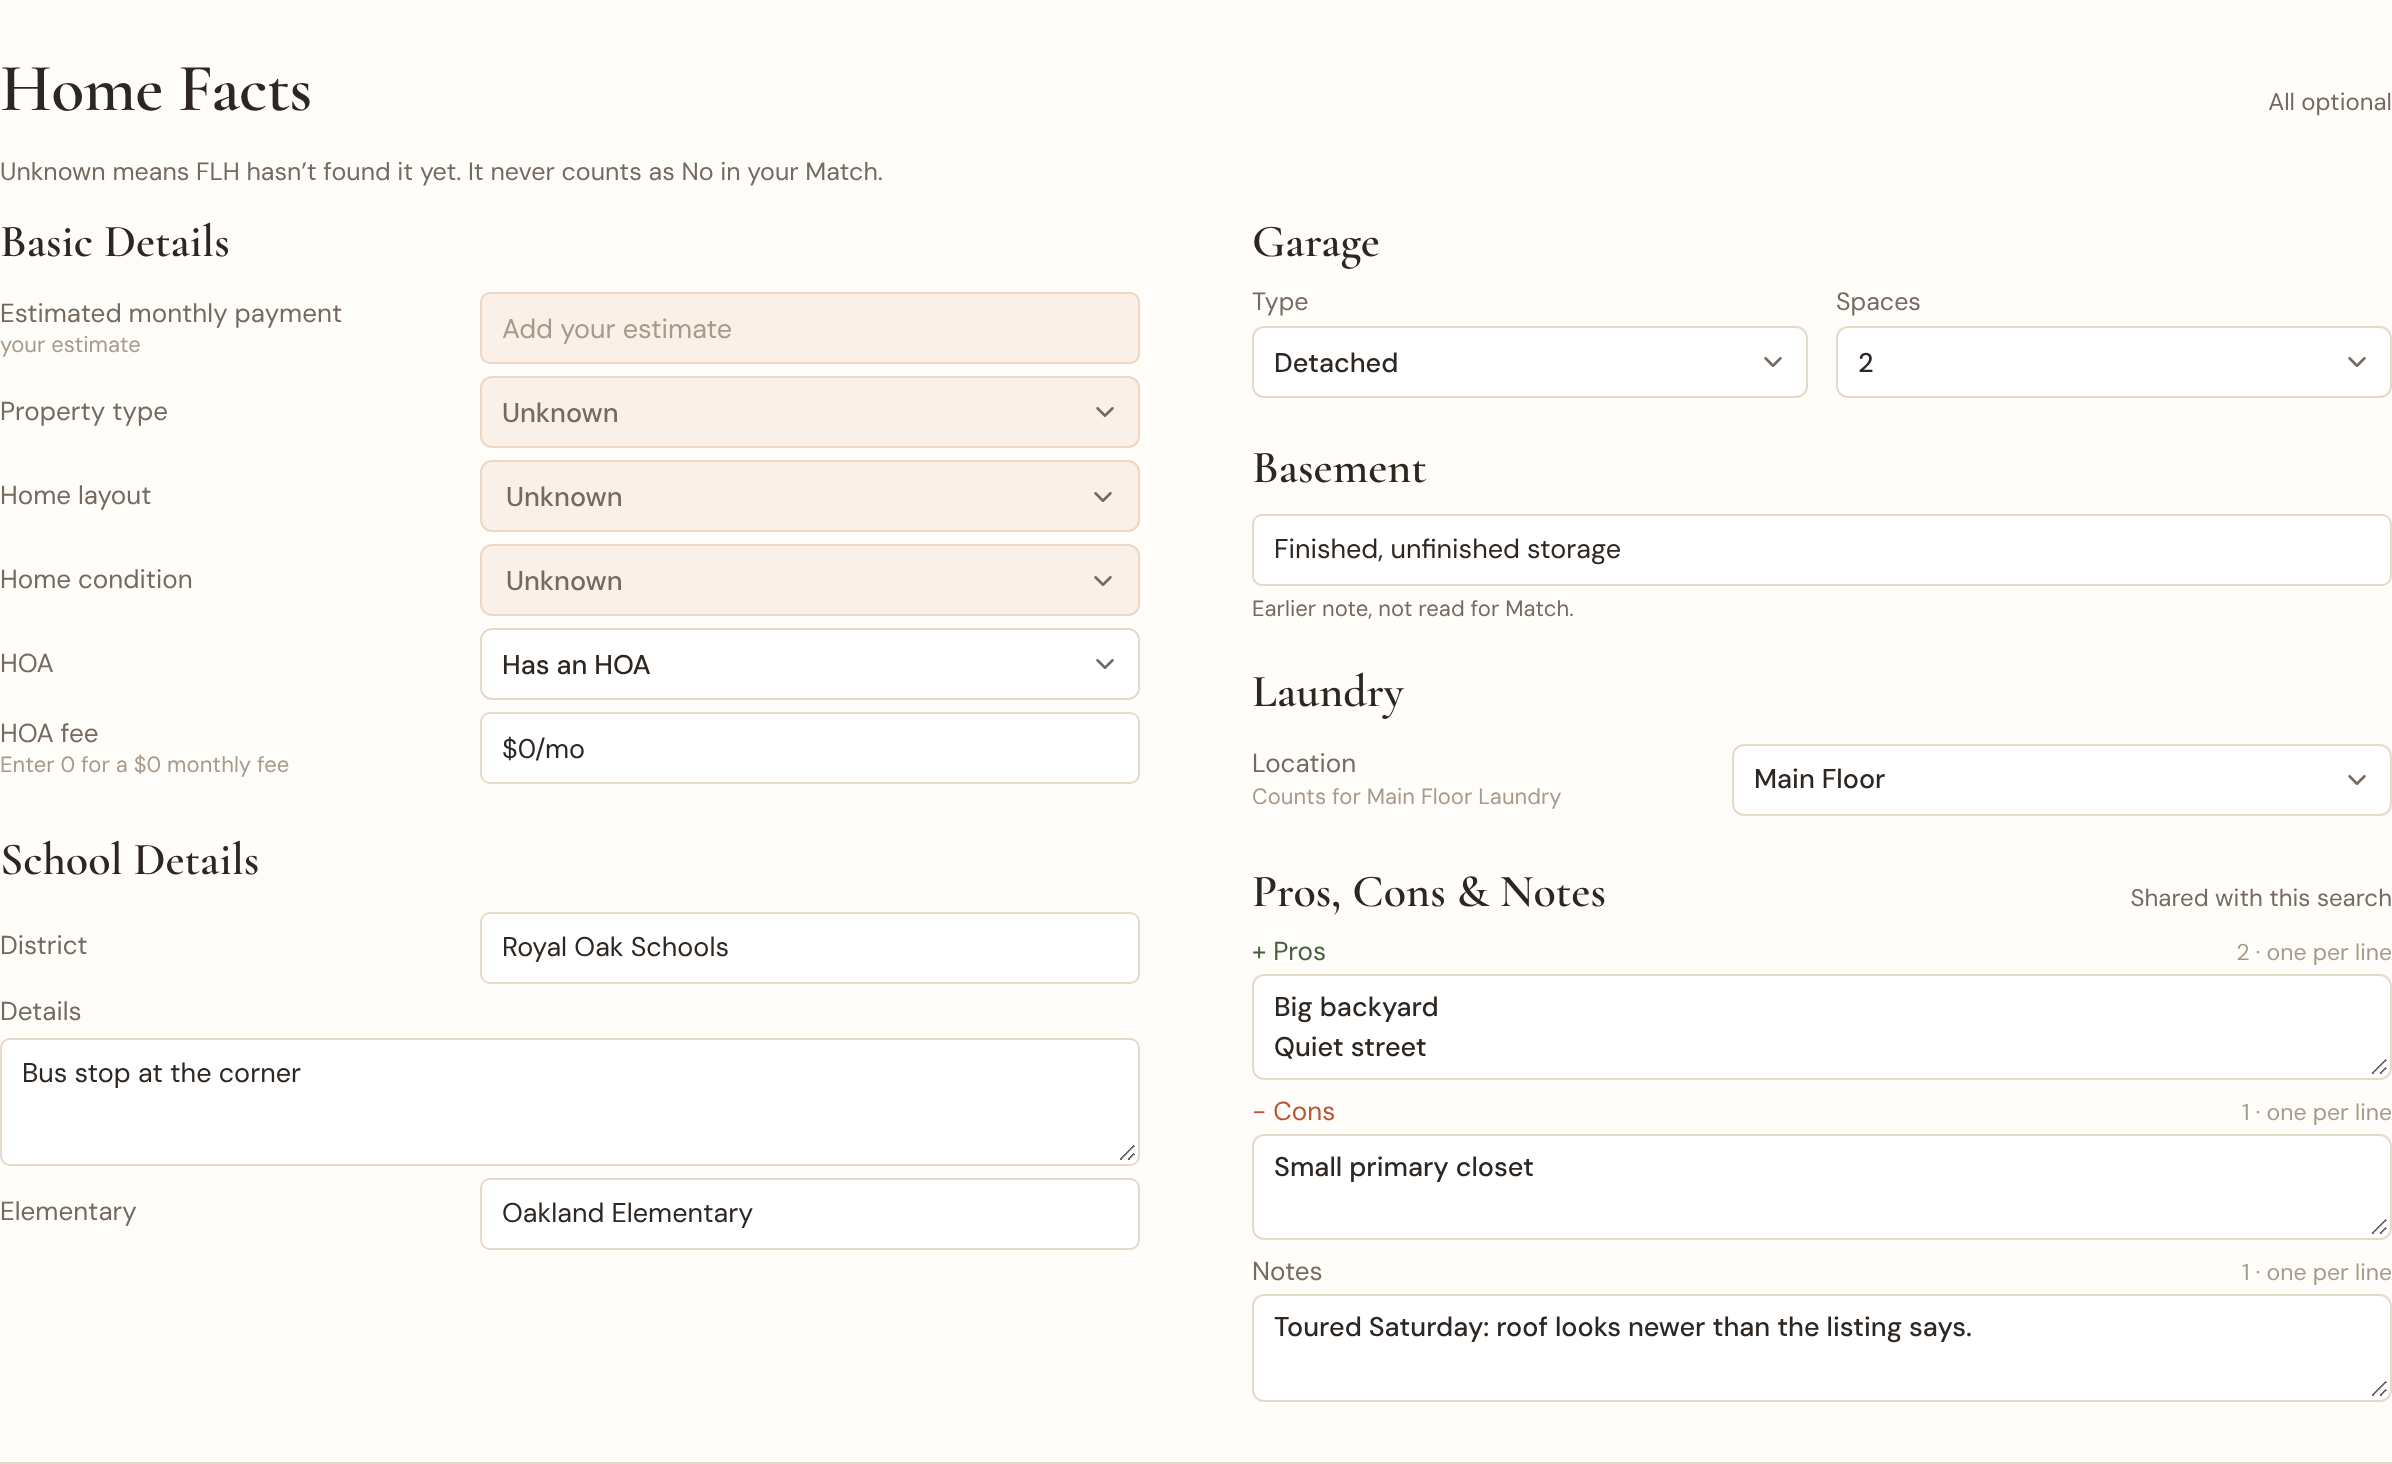 Home Facts
All optional
Unknown means FLH hasn’t found it yet. It never counts as No in your Match.
Basic Details
Estimated monthly payment
your estimate
Add your estimate
Property type
Unknown
Home layout
Unknown
Home condition
Unknown
HOA
Has an HOA
HOA fee
Enter 0 for a $0 monthly fee
$0/mo
School Details
District
Royal Oak Schools
Details
Bus stop at the corner
Elementary
Oakland Elementary
Garage
Type
Detached
Spaces
2
Basement
Finished, unfinished storage
Earlier note, not read for Match.
Laundry
Location
Counts for Main Floor Laundry
Main Floor
Pros, Cons & Notes
Shared with this search
+ Pros
2 · one per line
Big backyard
Quiet street
− Cons
1 · one per line
Small primary closet
Notes
1 · one per line
Toured Saturday: roof looks newer than the listing says.